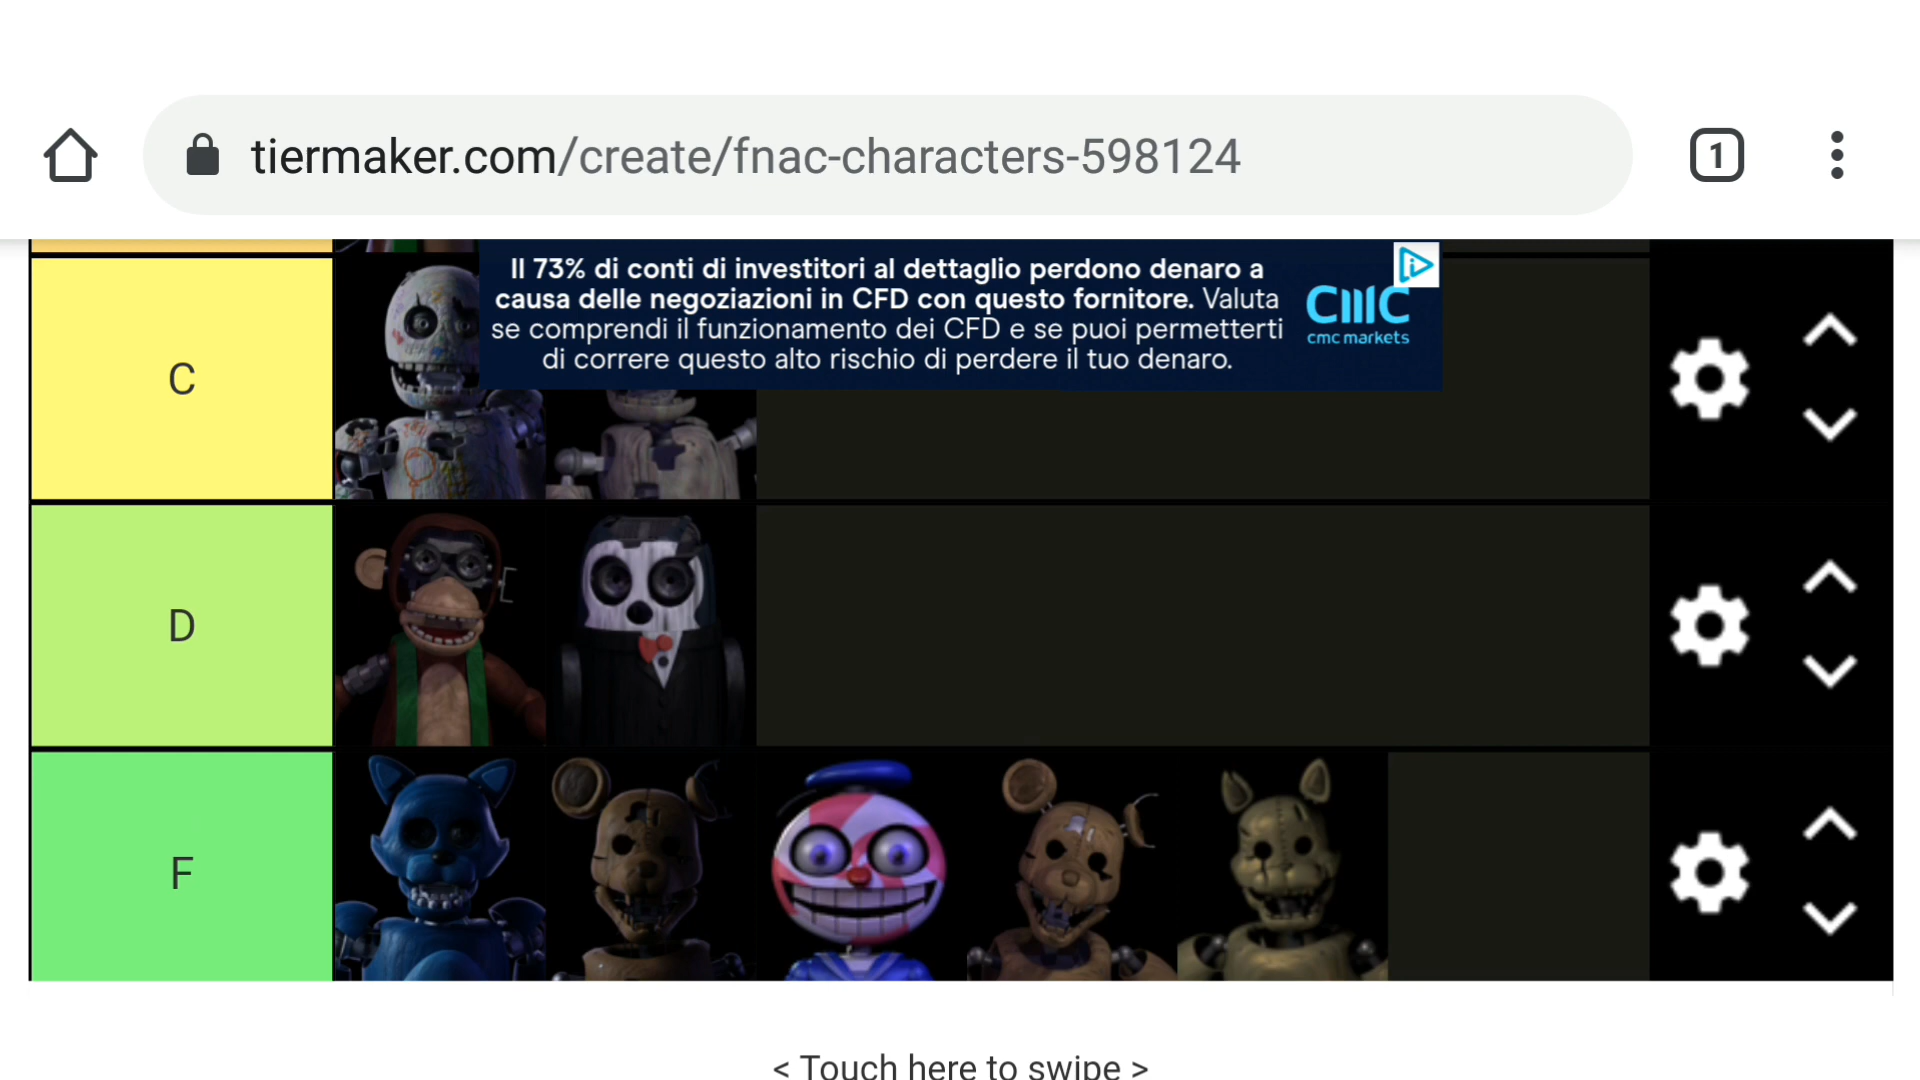 tiermaker.com/create/fnac-characters-598124
1
Il 73% di conti di investitori al dettaglio perdono denaro a
causa delle negoziazioni in CFD con questo fornitore. Valuta
se comprendi il funzionamento dei CFD e se puoi permetterti
di correre questo alto rischio di perdere il tuo denaro.
CMC
cmc markets
C
D
F
< Touch here to swipe >